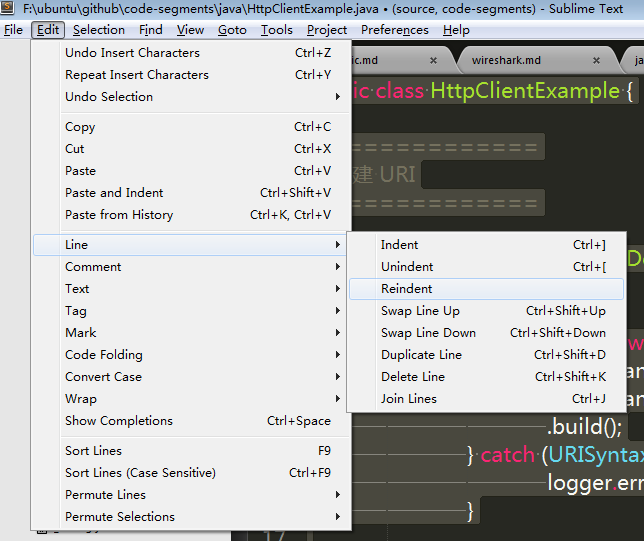 F:\ubuntu\github\code-segments\java\HttpClientExample.java • (source, code-segments) - Sublime Text
File Edit Selection Find View Goto Tools Project Preferences Help
Undo Insert Characters Ctrl+Z
Repeat Insert Characters Ctrl+Y
Undo Selection
Copy Ctrl+C
Cut Ctrl+X
Paste Ctrl+V
Paste and Indent Ctrl+Shift+V
Paste from History Ctrl+K, Ctrl+V
Line
Comment
Text
Tag
Mark
Code Folding
Convert Case
Wrap
Show Completions Ctrl+Space
Sort Lines F9
Sort Lines (Case Sensitive) Ctrl+F9
Permute Lines
Permute Selections
Indent Ctrl+]
Unindent Ctrl+[
Reindent
Swap Line Up Ctrl+Shift+Up
Swap Line Down Ctrl+Shift+Down
Duplicate Line Ctrl+Shift+D
Delete Line Ctrl+Shift+K
Join Lines Ctrl+J
ic.md wireshark.md ja
ic class HttpClientExample {
============
建 URI
============
.build();
} catch (URISyntax
logger.err
}
17